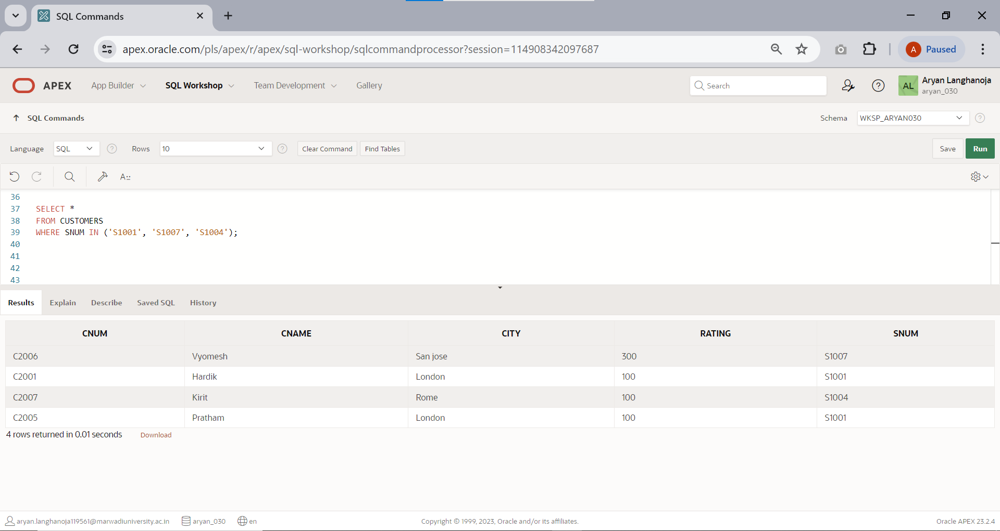 SQL Commands
apex.oracle.com/pls/apex/r/apex/sql-workshop/sqlcommandprocessor?session=114908342097687
A Paused
APEX App Builder SQL Workshop Team Development Gallery Search AL Aryan Langhanoja
aryan_030
SQL Commands Schema WKSP_ARYAN030
Language SQL Rows 10 Clear Command Find Tables Save Run
A::
36
37 SELECT *
38 FROM CUSTOMERS
39 WHERE SNUM IN ('S1001', 'S1007', 'S1004');
40
41
42
43
Results Explain Describe Saved SQL History
CNUM CNAME CITY RATING SNUM
C2006 Vyomesh San jose 300 S1007
C2001 Hardik London 100 S1001
C2007 Kirit Rome 100 S1004
C2005 Pratham London 100 S1001
4 rows returned in 0.01 seconds Download
aryan.langhanoja119561@marwadiuniversity.ac.in aryan_030 en Copyright © 1999, 2023, Oracle and/or its affiliates. Oracle APEX 23.2.4